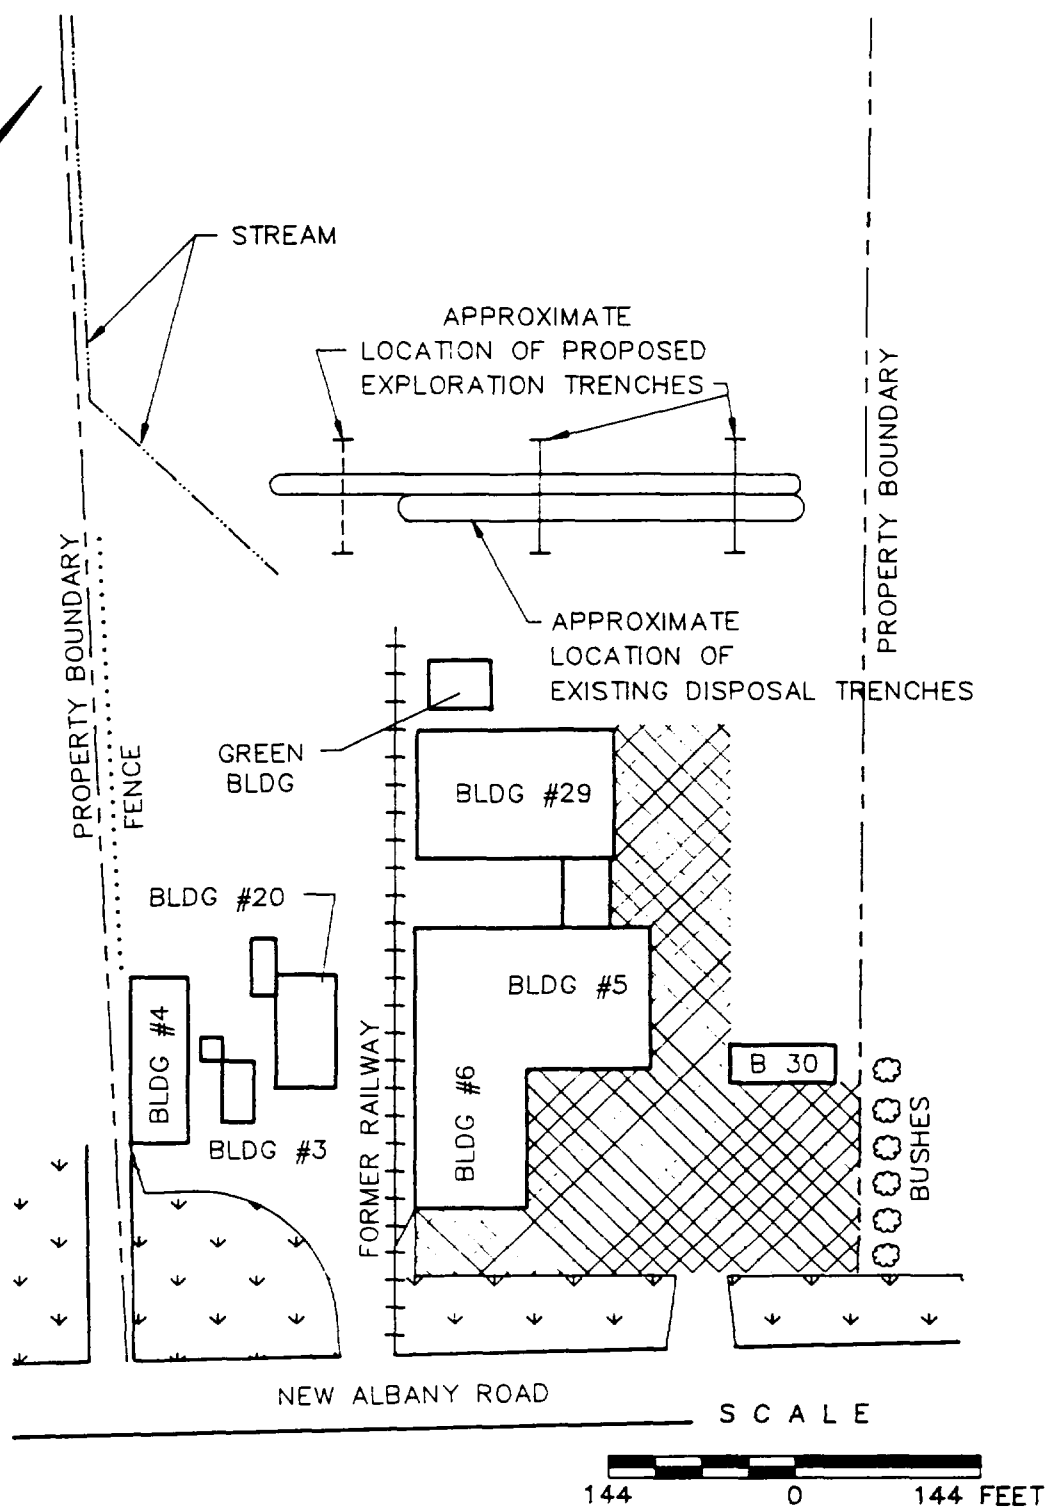 STREAM
APPROXIMATE
LOCATION OF PROPOSED
EXPLORATION TRENCHES
PROPERTY BOUNDARY
PROPERTY BOUNDARY
FENCE
APPROXIMATE
LOCATION OF
EXISTING DISPOSAL TRENCHES
GREEN
BLDG
BLDG #29
BLDG #20
BLDG #5
BLDG #4
FORMER RAILWAY
BLDG #6
B 30
BLDG #3
BUSHES
NEW ALBANY ROAD
SCALE
144 0 144 FEET